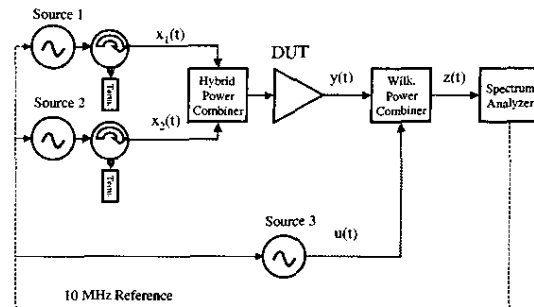 Source 1
x₁(t)
Term.
Source 2
x₂(t)
Term.
Hybrid
Power
Combiner
DUT
y(t)
Wilk.
Power
Combiner
z(t)
Spectrum
Analyzer
Source 3
u(t)
10 MHz Reference